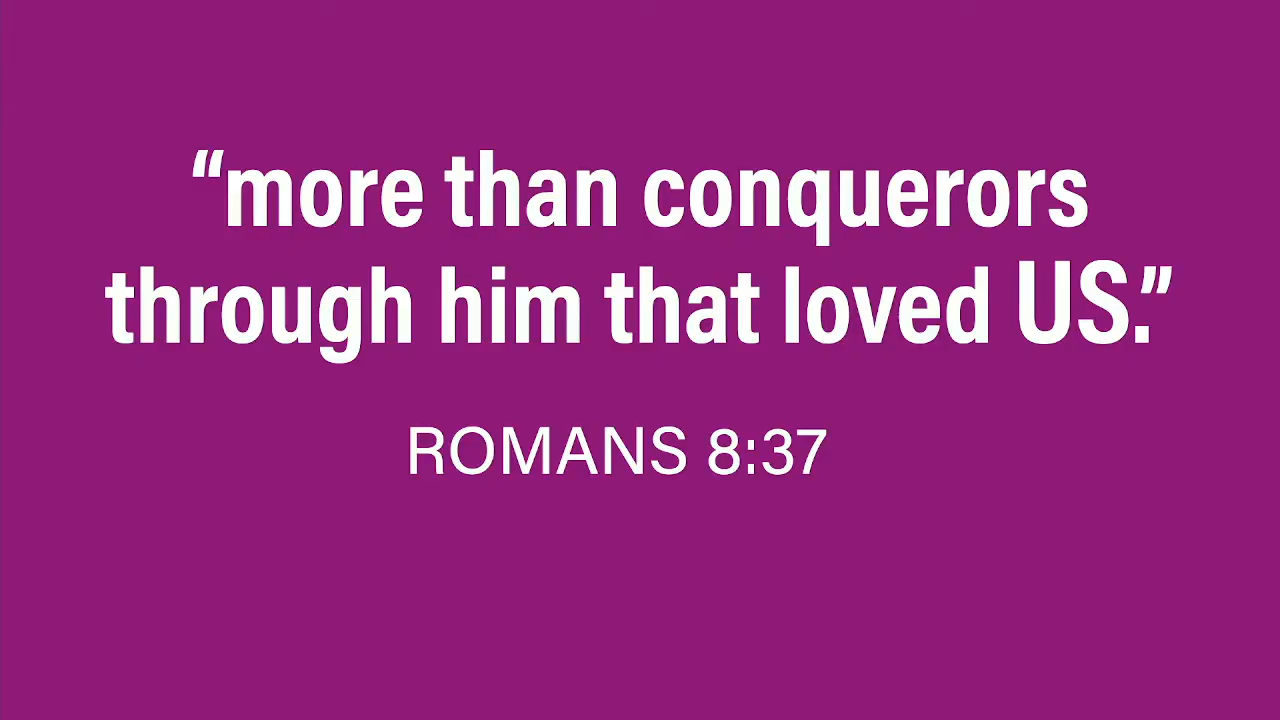 “more than conquerors
through him that loved US.”
ROMANS 8:37